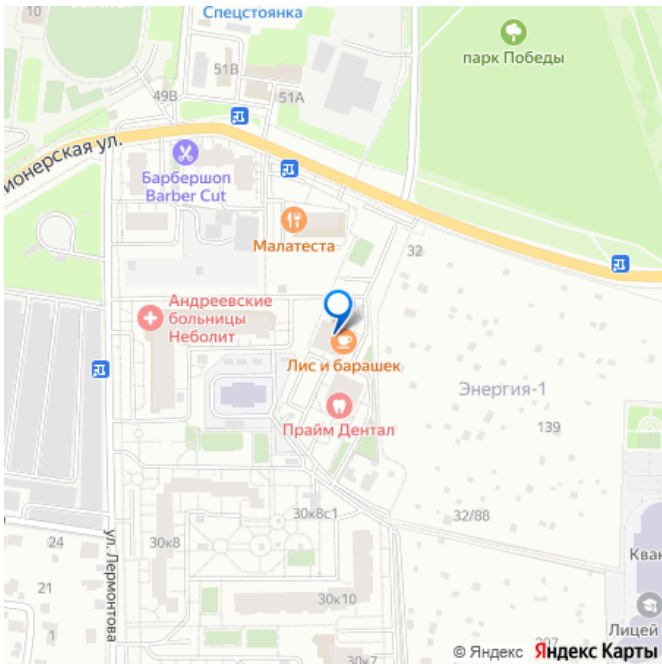 Спецстоянка
парк Победы
51В
51А
49В
ионерская ул.
Барбершоп
Barber Cut
Малатеста
32
Андреевские
больницы
Неболит
Лис и барашек
Энергия-1
Прайм Дентал
139
30к8с1
32/88
24
30к8
ул. Лермонтова
Кван
21
30к10
Лицей
1
30к7
207
© Яндекс Яндекс Карты